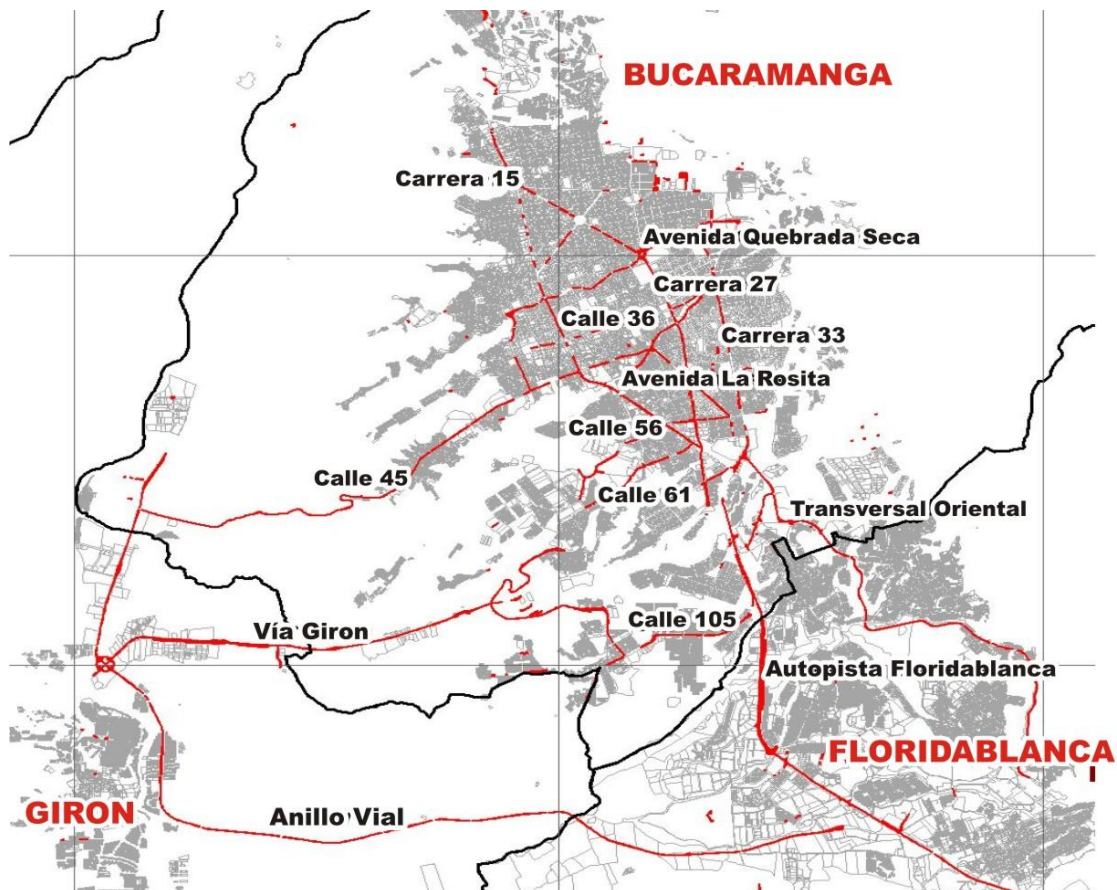 BUCARAMANGA
Carrera 15
Avenida Quebrada Seca
Carrera 27
Calle 36
Carrera 33
Avenida La Rosita
Calle 56
Calle 45
Calle 61
Transversal Oriental
Calle 105
Vía Giron
Autopista Floridablanca
FLORIDABLANCA
GIRON
Anillo Vial